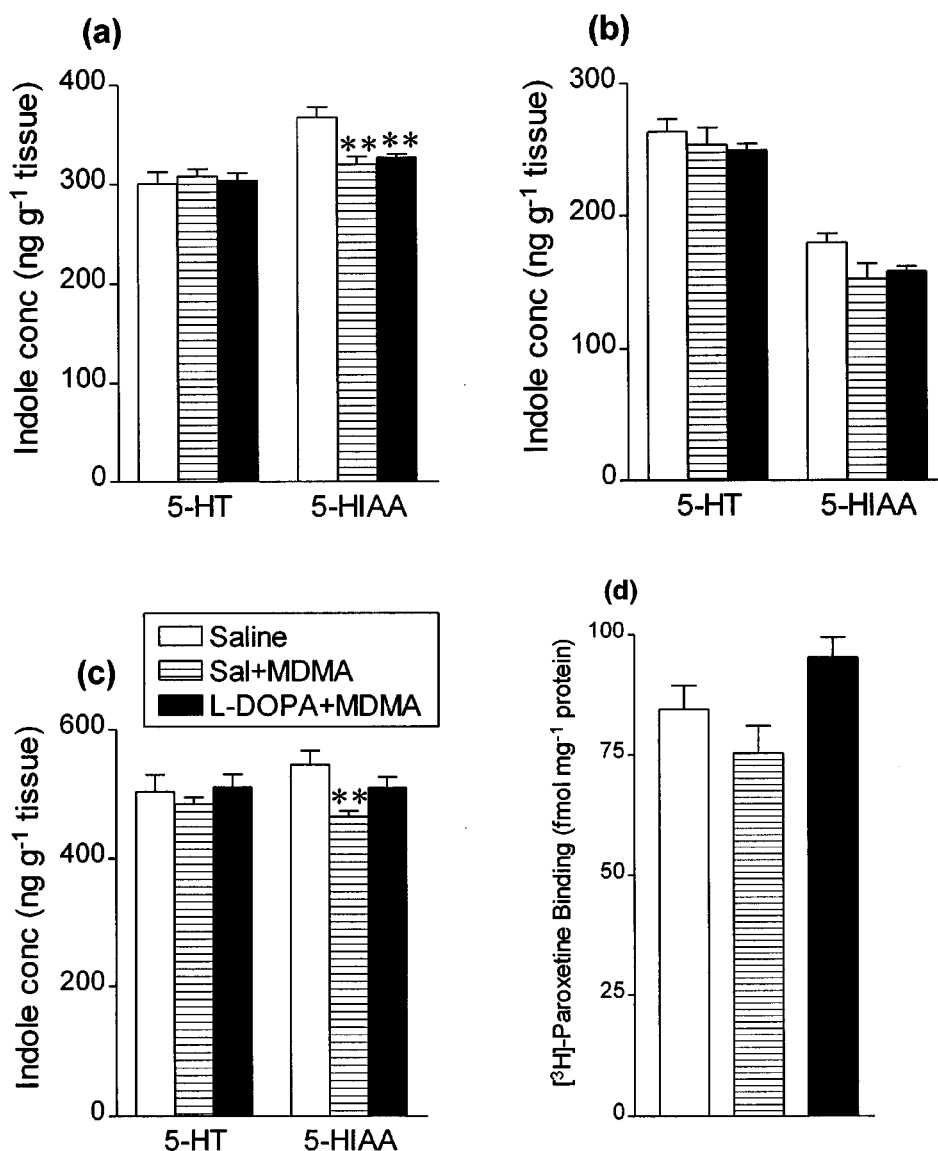 (a)
Indole conc (ng g⁻¹ tissue)
400
300
200
100
0
** **
5-HT 5-HIAA
(b)
Indole conc (ng g⁻¹ tissue)
300
200
100
0
5-HT 5-HIAA
Saline
Sal+MDMA
L-DOPA+MDMA
(c)
Indole conc (ng g⁻¹ tissue)
600
400
200
0
**
5-HT 5-HIAA
(d)
[³H]-Paroxetine Binding (fmol mg⁻¹ protein)
100
75
50
25
0